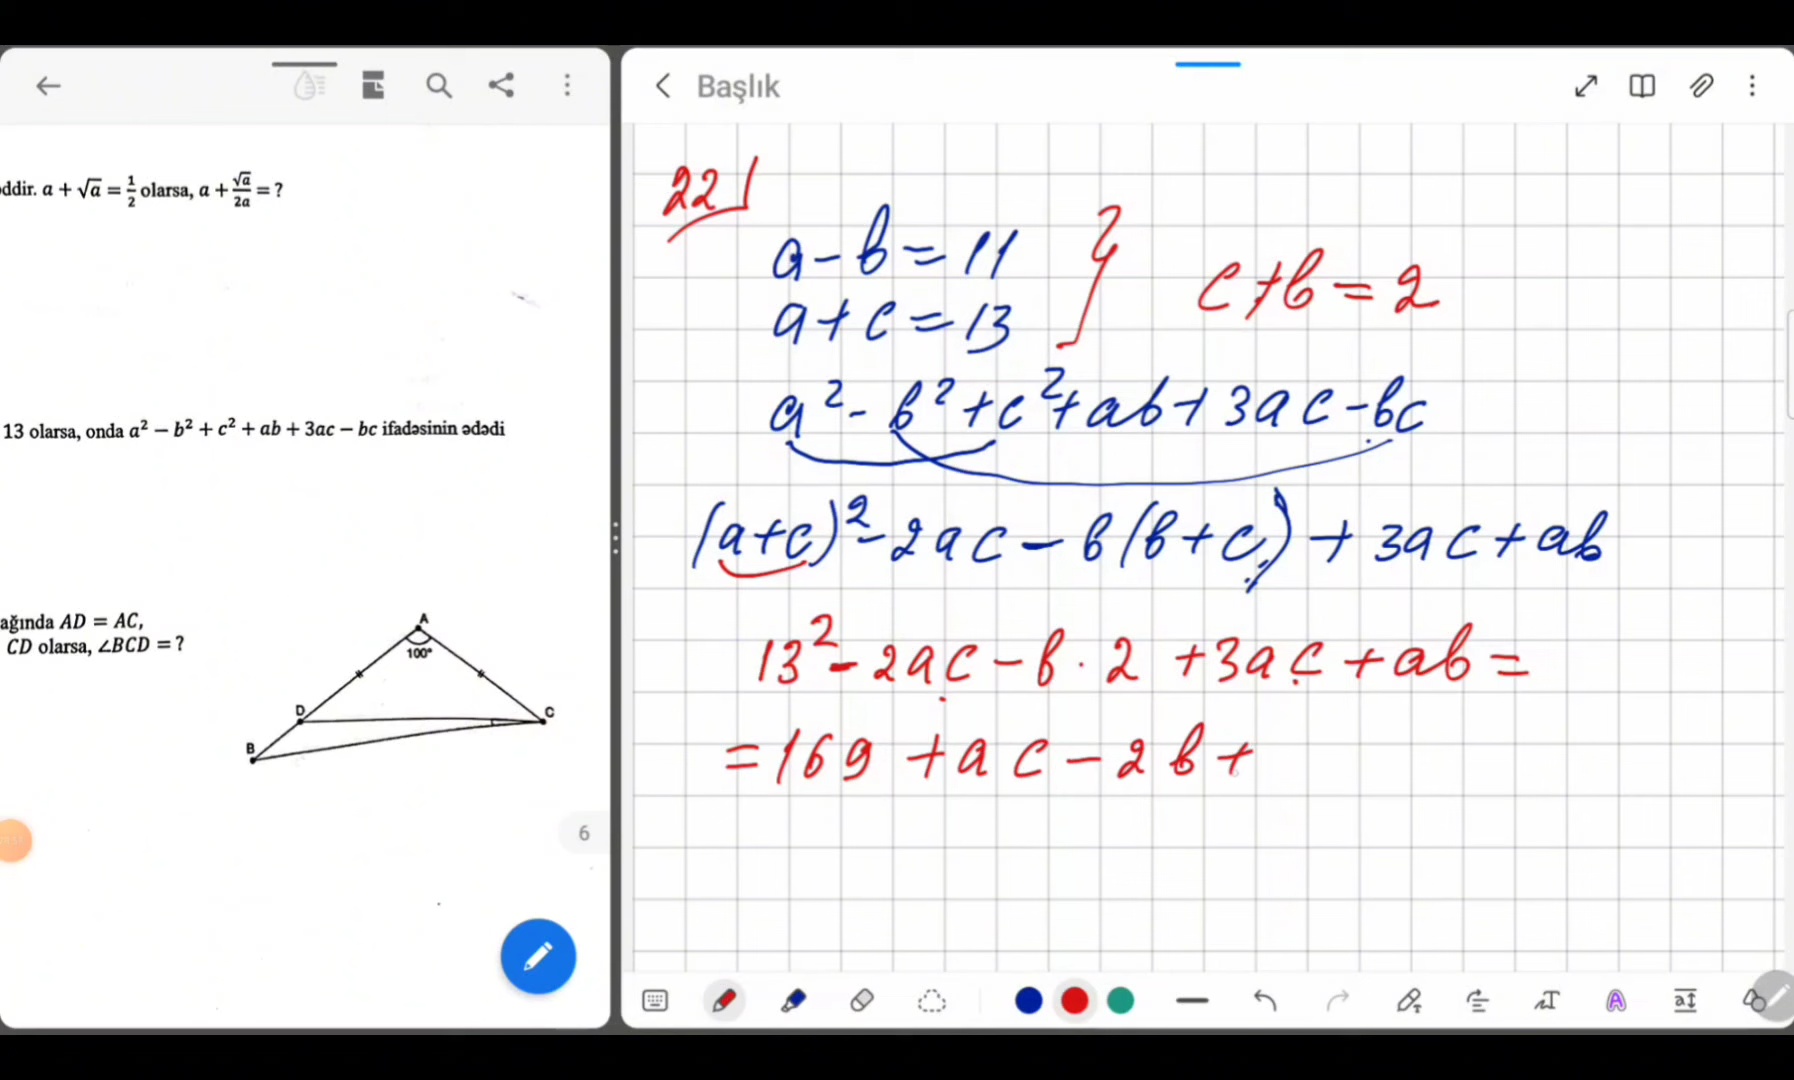 ddir. a + √a = 1/2 olarsa, a + √a/2a = ?
13 olarsa, onda a² − b² + c² + ab + 3ac − bc ifadəsinin ədədi
ağında AD = AC,
CD olarsa, ∠BCD = ?
A
100°
D
C
B
6
Başlık
22
a - b = 11
a + c = 13
c + b = 2
a² - b² + c² + ab + 3ac - bc
(a+c)² - 2ac - b(b+c) + 3ac + ab
13² - 2ac - b · 2 + 3ac + ab =
= 169 + ac - 2b +